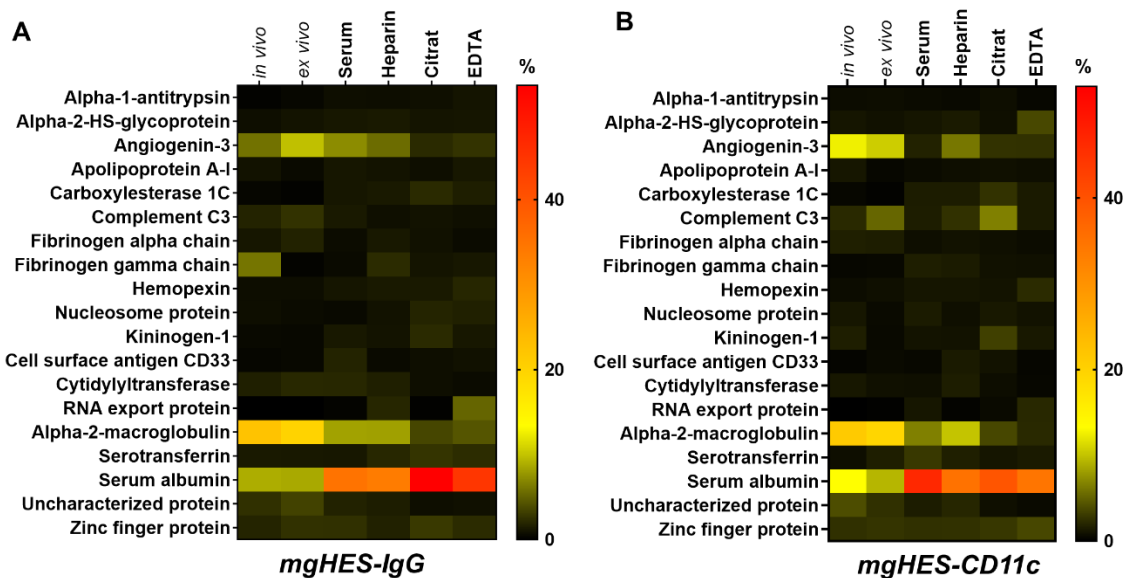 A
in vivo
ex vivo
Serum
Heparin
Citrat
EDTA
%
Alpha-1-antitrypsin
Alpha-2-HS-glycoprotein
Angiogenin-3
Apolipoprotein A-I
Carboxylesterase 1C
Complement C3
Fibrinogen alpha chain
Fibrinogen gamma chain
Hemopexin
Nucleosome protein
Kininogen-1
Cell surface antigen CD33
Cytidylyltransferase
RNA export protein
Alpha-2-macroglobulin
Serotransferrin
Serum albumin
Uncharacterized protein
Zinc finger protein
40
20
0
mgHES-IgG
B
in vivo
ex vivo
Serum
Heparin
Citrat
EDTA
%
Alpha-1-antitrypsin
Alpha-2-HS-glycoprotein
Angiogenin-3
Apolipoprotein A-I
Carboxylesterase 1C
Complement C3
Fibrinogen alpha chain
Fibrinogen gamma chain
Hemopexin
Nucleosome protein
Kininogen-1
Cell surface antigen CD33
Cytidylyltransferase
RNA export protein
Alpha-2-macroglobulin
Serotransferrin
Serum albumin
Uncharacterized protein
Zinc finger protein
40
20
0
mgHES-CD11c